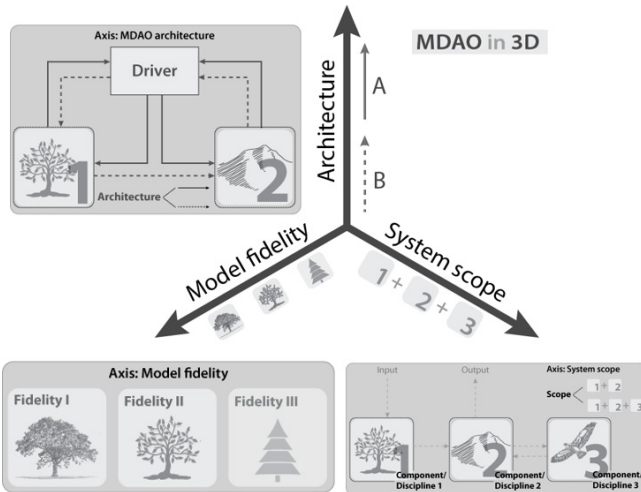 Axis: MDAO architecture
Driver
1
2
Architecture
MDAO in 3D
Architecture
A
B
Model fidelity
System scope
1 + 2 + 3
Axis: Model fidelity
Fidelity I
Fidelity II
Fidelity III
Input
Output
Axis: System scope
Scope
1 + 2
1 + 2 + 3
1
Component/
Discipline 1
2
Component/
Discipline 2
3
Component/
Discipline 3